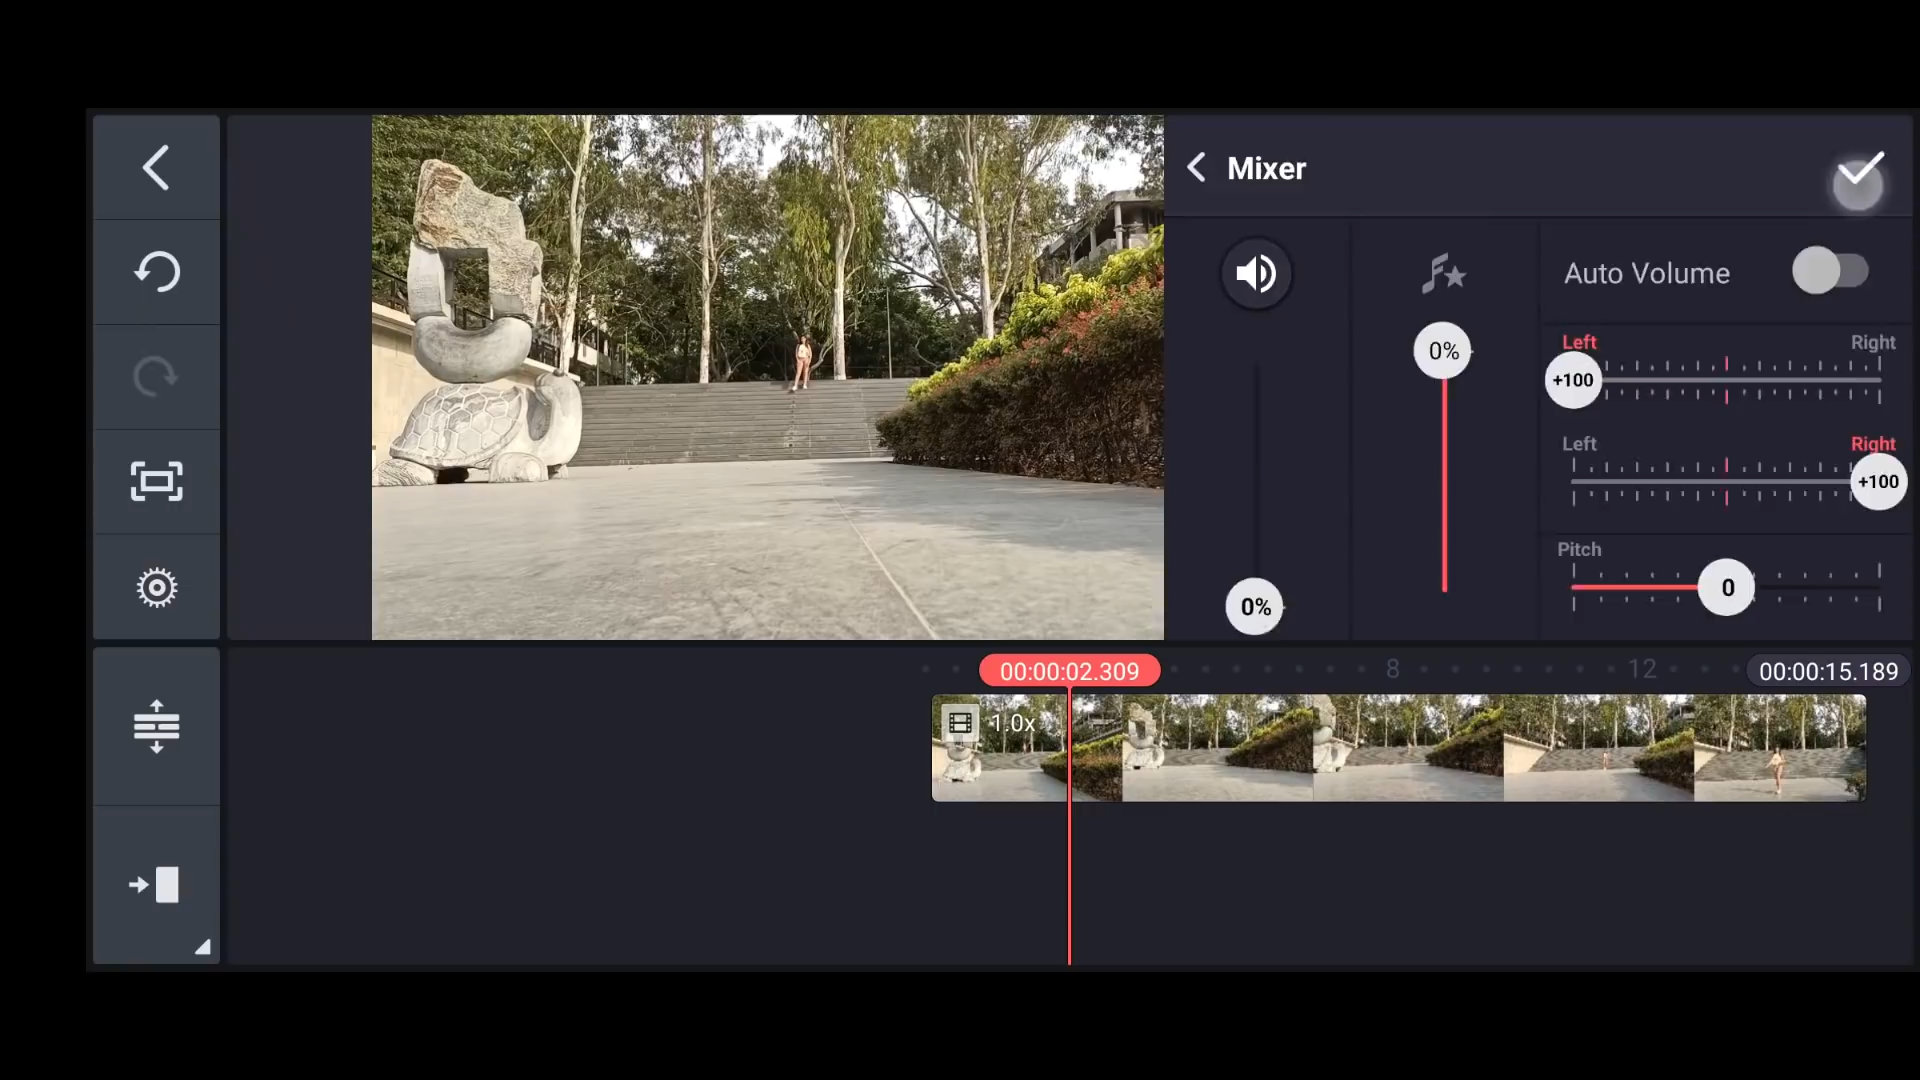 Mixer
Auto Volume
0%
Left
Right
+100
Left
Right
+100
Pitch
0
0%
00:00:02.309
8
12
00:00:15.189
1.0x